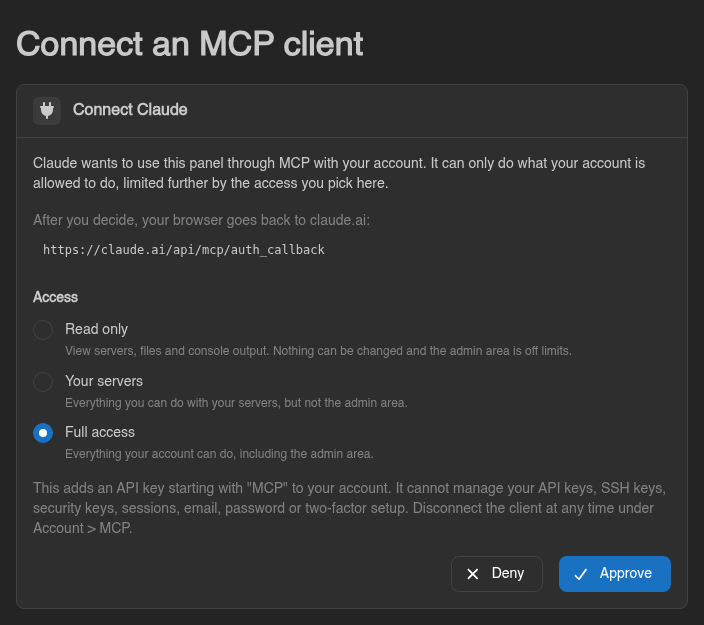 Connect an MCP client
Connect Claude
Claude wants to use this panel through MCP with your account. It can only do what your account is
allowed to do, limited further by the access you pick here.
After you decide, your browser goes back to claude.ai:
https://claude.ai/api/mcp/auth_callback
Access
Read only
View servers, files and console output. Nothing can be changed and the admin area is off limits.
Your servers
Everything you can do with your servers, but not the admin area.
Full access
Everything your account can do, including the admin area.
This adds an API key starting with "MCP" to your account. It cannot manage your API keys, SSH keys,
security keys, sessions, email, password or two-factor setup. Disconnect the client at any time under
Account > MCP.
Deny
Approve